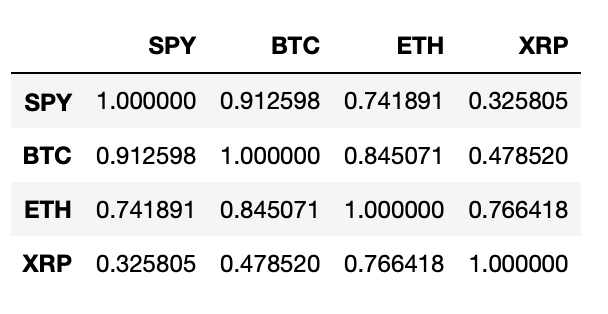 SPY BTC ETH XRP
SPY 1.000000 0.912598 0.741891 0.325805
BTC 0.912598 1.000000 0.845071 0.478520
ETH 0.741891 0.845071 1.000000 0.766418
XRP 0.325805 0.478520 0.766418 1.000000